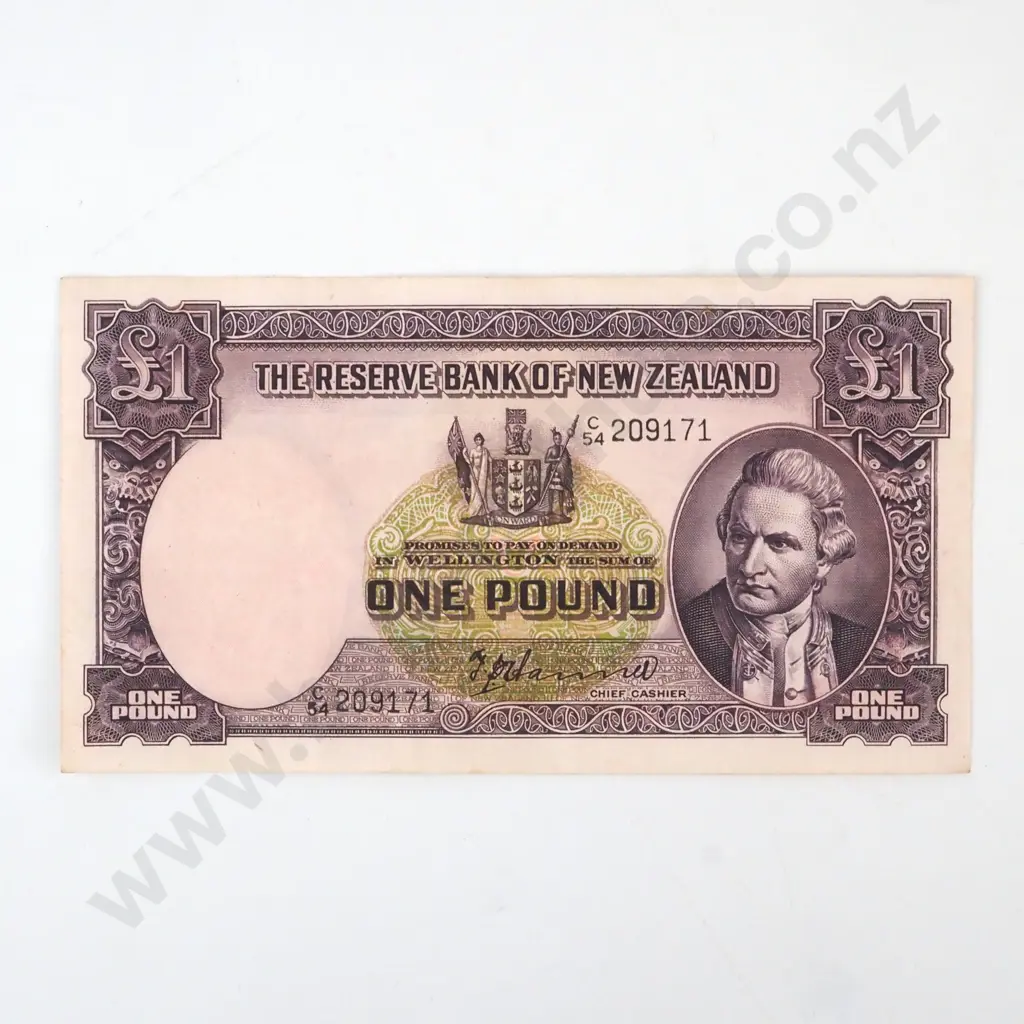 £1
£1
THE RESERVE BANK OF NEW ZEALAND
C/54 209171
ONWARD
PROMISES TO PAY ON DEMAND
IN WELLINGTON THE SUM OF
ONE POUND
CHIEF CASHIER
C/54 209171
ONE
POUND
ONE
POUND